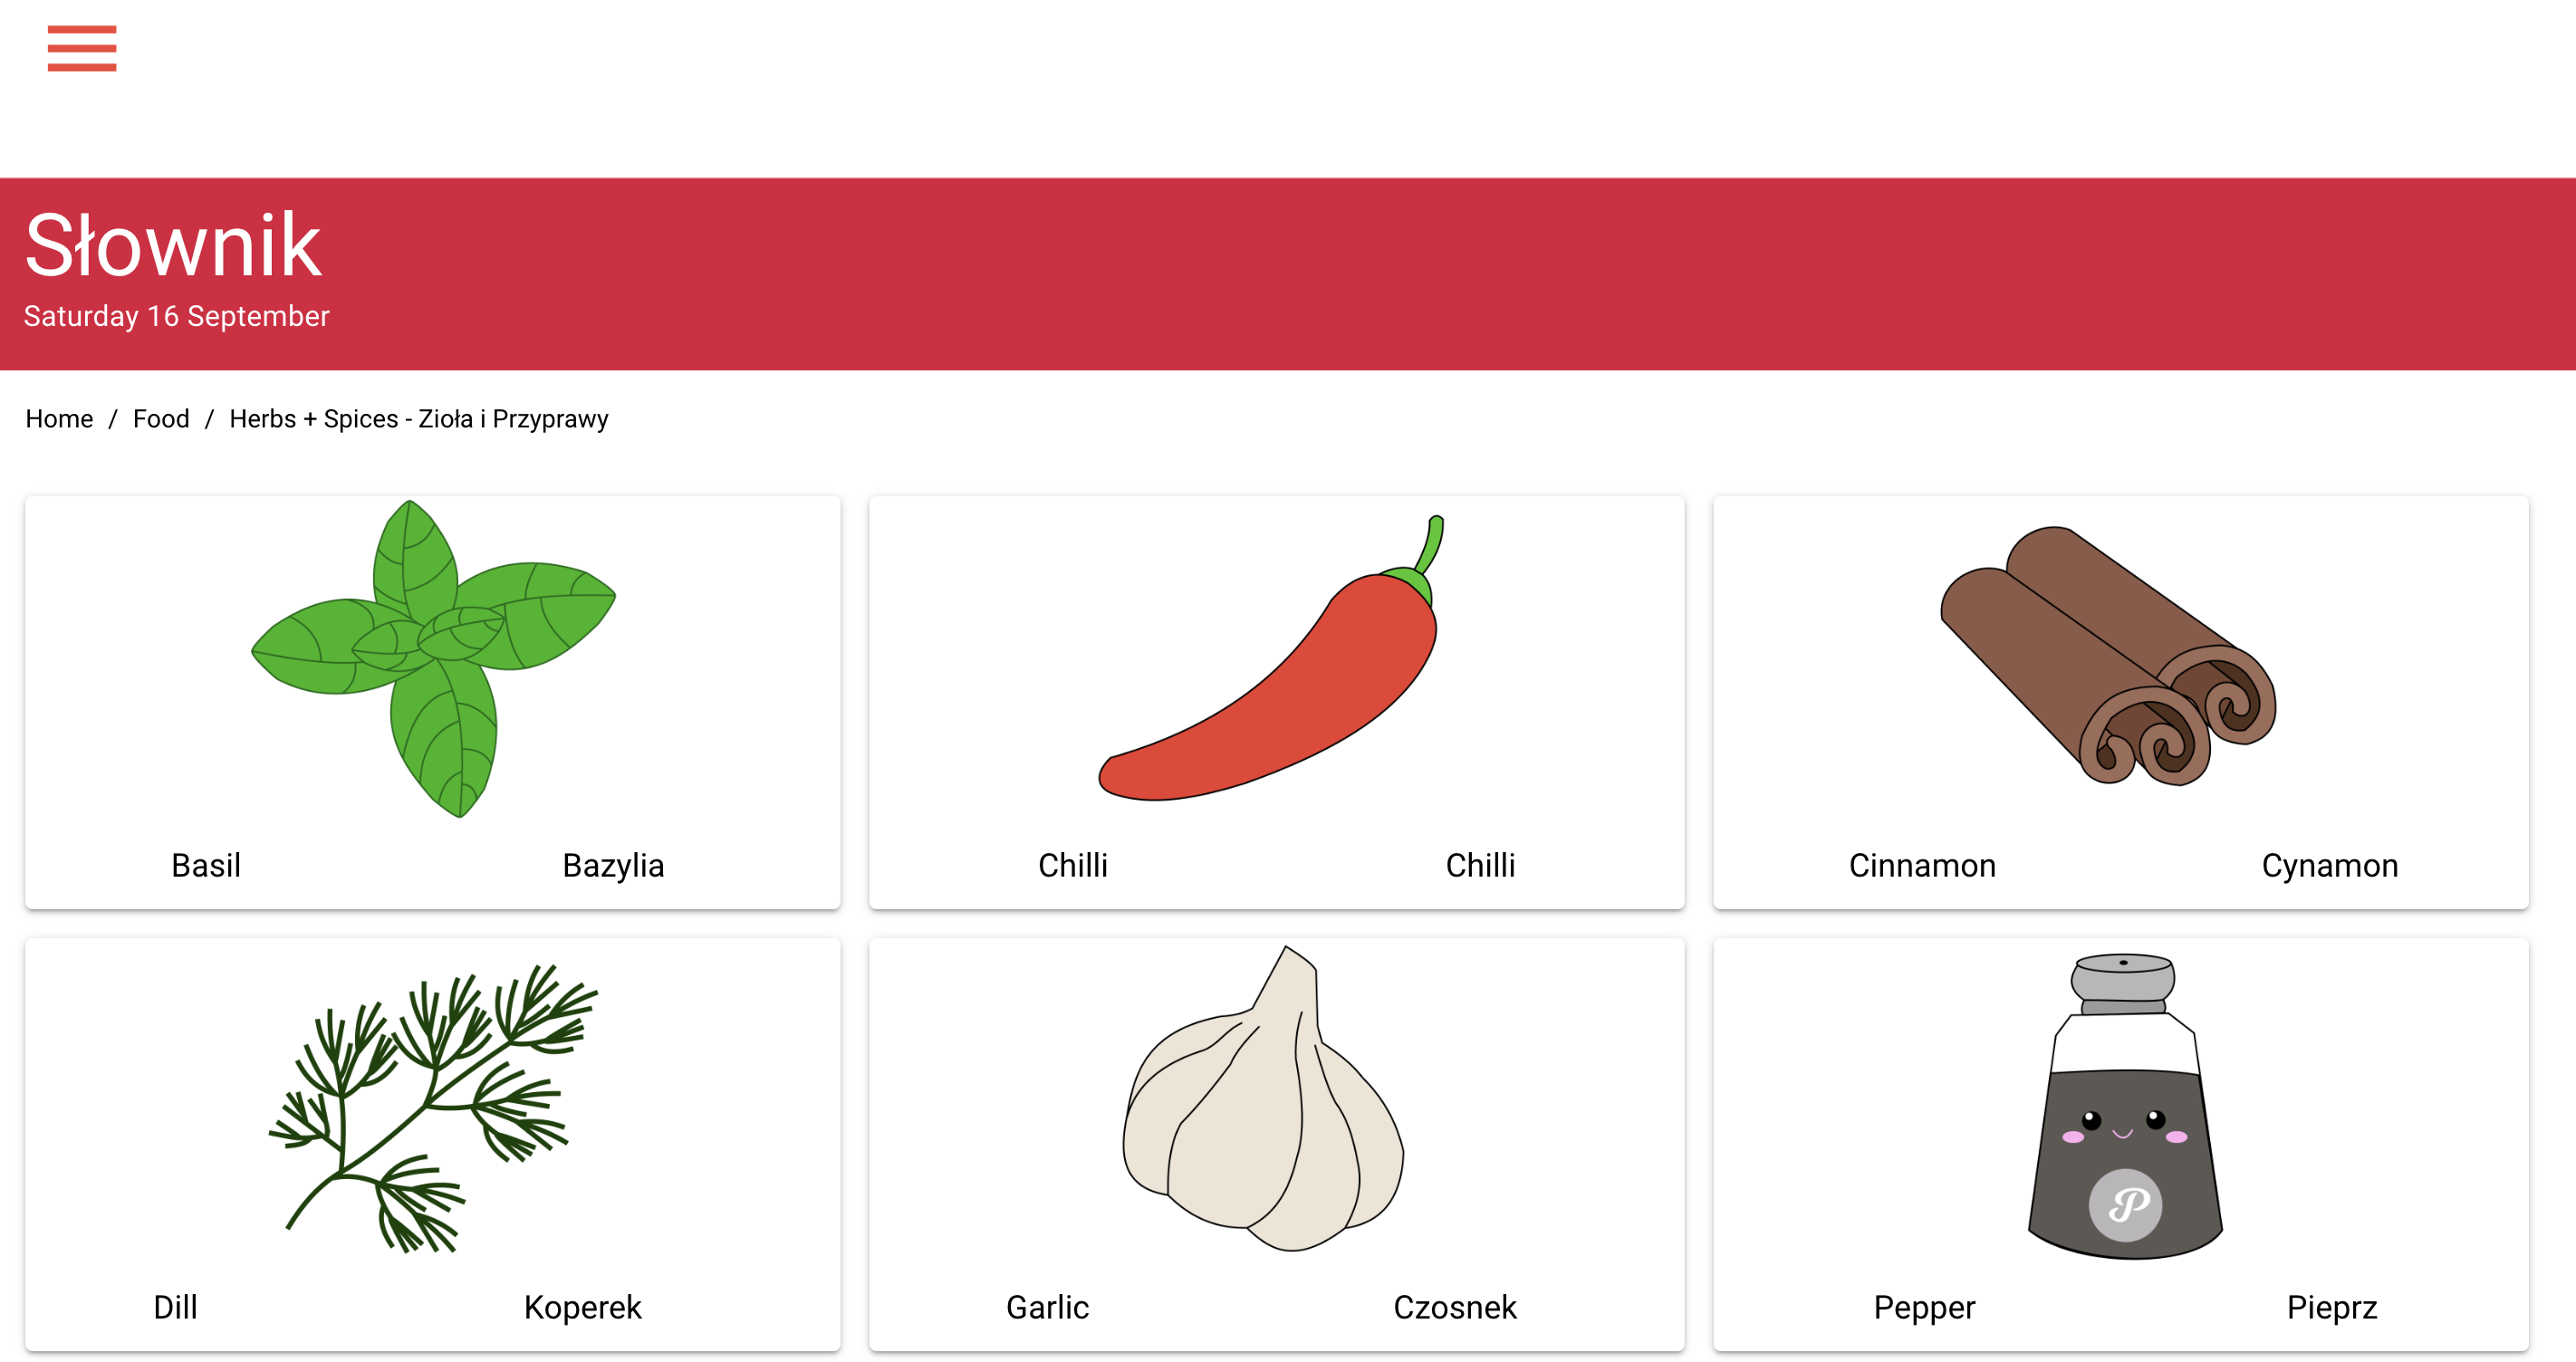 Słownik
Saturday 16 September
Home / Food / Herbs + Spices - Zioła i Przyprawy
Basil Bazylia
Chilli Chilli
Cinnamon Cynamon
P
Dill Koperek
Garlic Czosnek
Pepper Pieprz